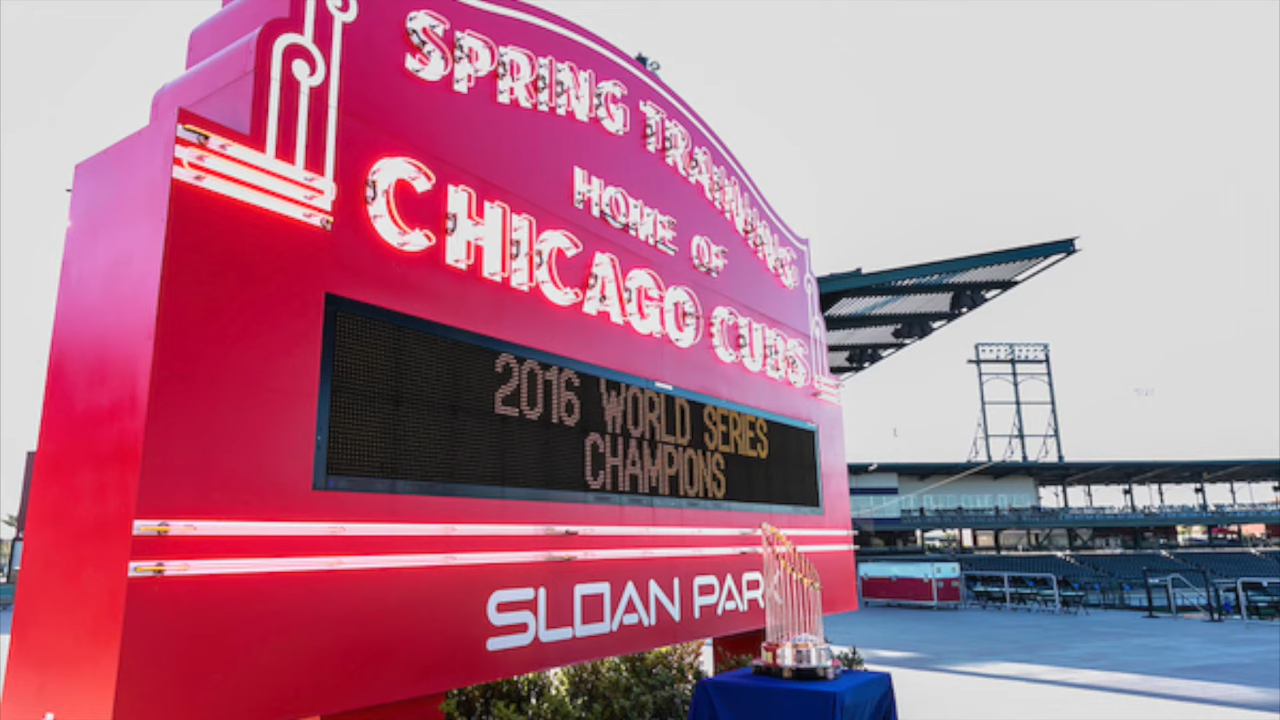 SPRING TRAINING
HOME OF
CHICAGO CUBS
2016 WORLD SERIES
CHAMPIONS
SLOAN PAR